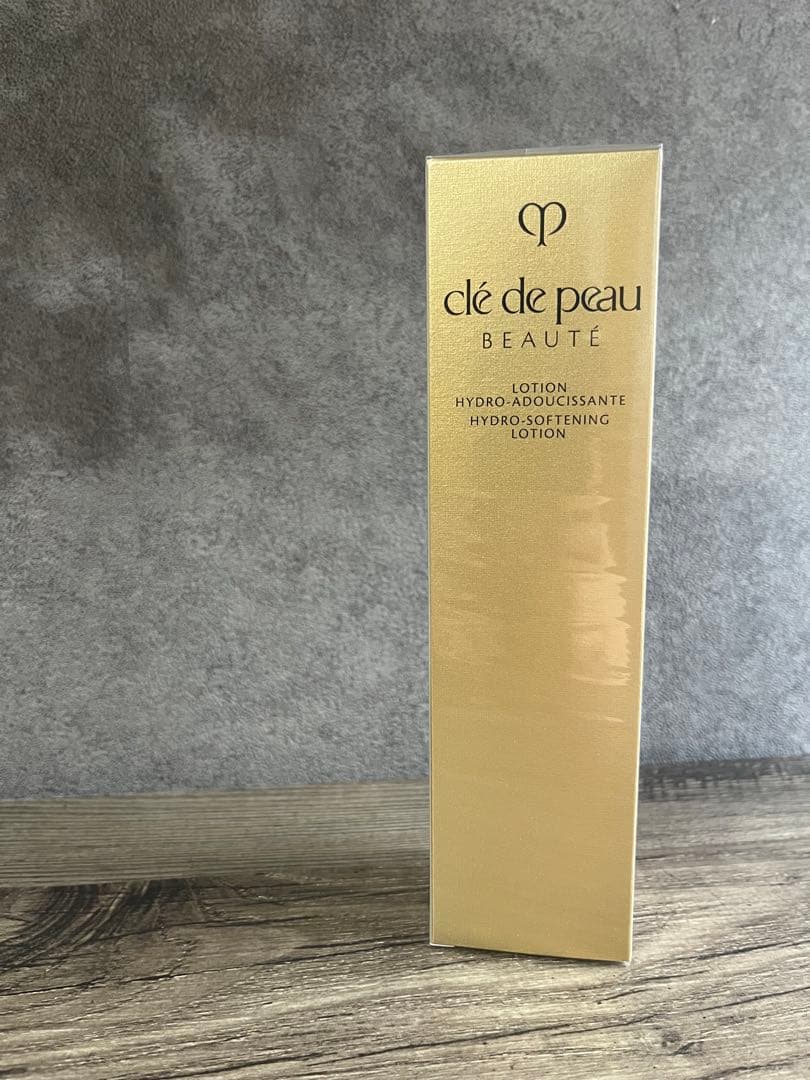 clé de peau
BEAUTÉ
LOTION
HYDRO-ADOUCISSANTE
HYDRO-SOFTENING
LOTION